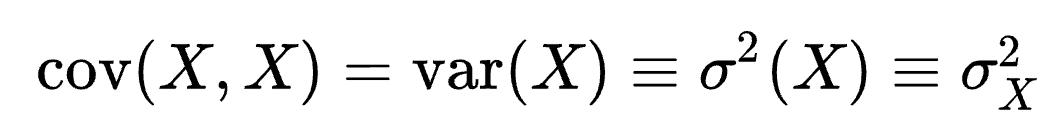 cov(X, X) = var(X) ≡ σ²(X) ≡ σ²_X